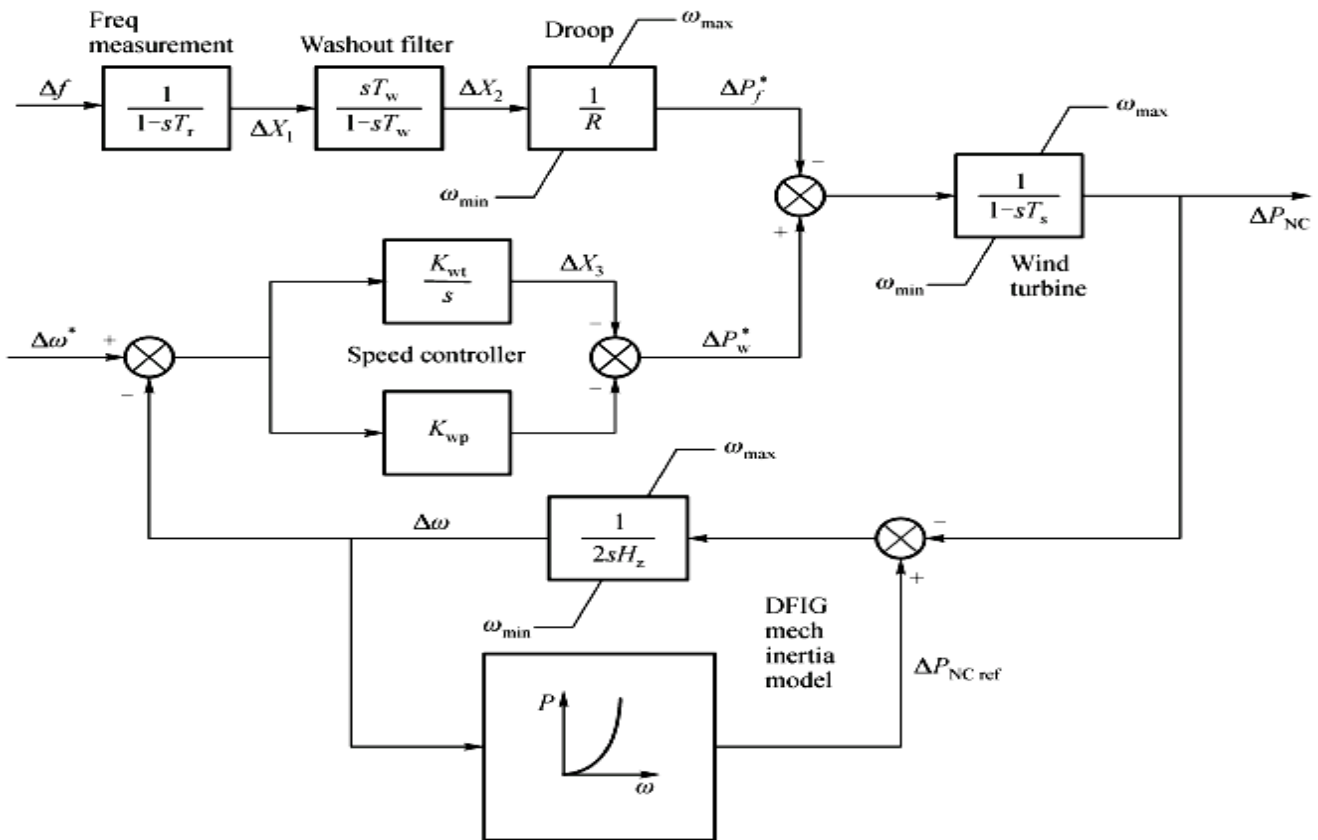 Freq
measurement
Washout filter
Droop
ω_max
Δf
1
1−sT_r
ΔX_1
sT_w
1−sT_w
ΔX_2
1
R
ΔP_f^*
ω_min
−
ω_max
1
1−sT_s
ΔP_NC
+
ω_min
Wind
turbine
K_wt
s
ΔX_3
−
Δω^*
+
−
Speed controller
ΔP_w^*
−
K_wp
ω_max
Δω
1
2sH_z
−
+
ω_min
DFIG
mech
inertia
model
ΔP_NC ref
P
ω